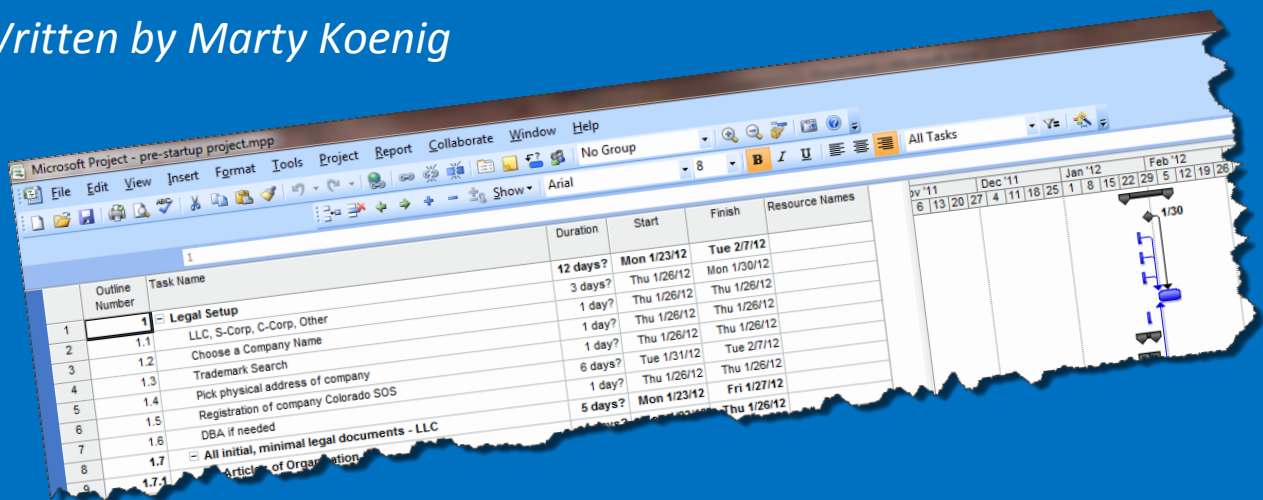 Written by Marty Koenig
Microsoft Project - pre-startup project.mpp
File Edit View Insert Format Tools Project Report Collaborate Window Help
No Group
Show Arial 8 B I U All Tasks
1
Outline Number Task Name Duration Start Finish Resource Names
ov '11 Dec '11 Jan '12 Feb '12
6 13 20 27 4 11 18 25 1 8 15 22 29 5 12 19 26
1 1 Legal Setup 12 days? Mon 1/23/12 Tue 2/7/12
2 1.1 LLC, S-Corp, C-Corp, Other 3 days? Thu 1/26/12 Mon 1/30/12 1/30
3 1.2 Choose a Company Name 1 day? Thu 1/26/12 Thu 1/26/12
4 1.3 Trademark Search 1 day? Thu 1/26/12 Thu 1/26/12
5 1.4 Pick physical address of company 1 day? Thu 1/26/12 Thu 1/26/12
6 1.5 Registration of company Colorado SOS 6 days? Tue 1/31/12 Tue 2/7/12
7 1.6 DBA if needed 1 day? Thu 1/26/12 Thu 1/26/12
8 1.7 All initial, minimal legal documents - LLC 5 days? Mon 1/23/12 Fri 1/27/12
9 1.7.1 Articles of Organization Thu 1/26/12